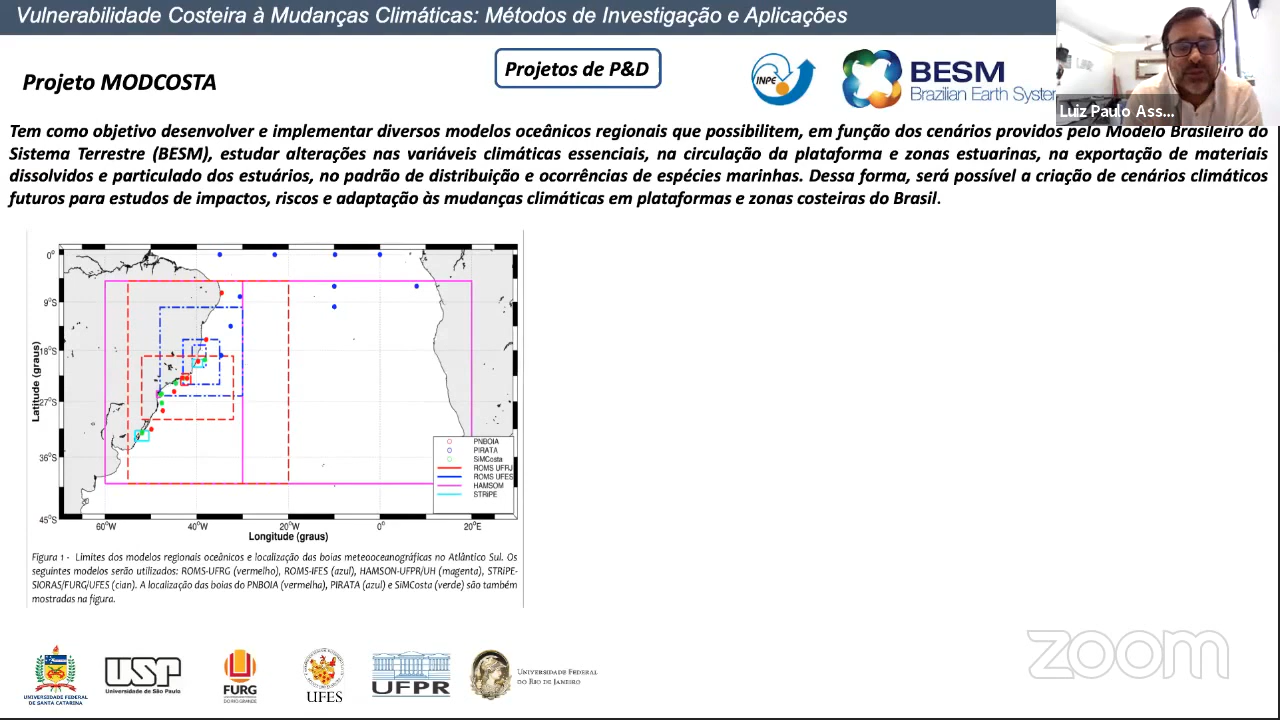 Vulnerabilidade Costeira à Mudanças Climáticas: Métodos de Investigação e Aplicações
Projeto MODCOSTA
Projetos de P&D
INPE
BESM
Brazilian Earth System
Luiz Paulo Ass...
Tem como objetivo desenvolver e implementar diversos modelos oceânicos regionais que possibilitem, em função dos cenários providos pelo Modelo Brasileiro do
Sistema Terrestre (BESM), estudar alterações nas variáveis climáticas essenciais, na circulação da plataforma e zonas estuarinas, na exportação de materiais
dissolvidos e particulado dos estuários, no padrão de distribuição e ocorrências de espécies marinhas. Dessa forma, será possível a criação de cenários climáticos
futuros para estudos de impactos, riscos e adaptação às mudanças climáticas em plataformas e zonas costeiras do Brasil.
0°
9°S
18°S
27°S
36°S
45°S
Latitude (graus)
60°W
40°W
20°W
0°
20°E
Longitude (graus)
PNBOIA
PIRATA
SiMCosta
ROMS UFRJ
ROMS UFES
HAMSOM
STRIPE
Figura 1 - Limites dos modelos regionais oceânicos e localização das boias meteoceanográficas no Atlântico Sul. Os
seguintes modelos serão utilizados: ROMS-UFRG (vermelho), ROMS-IFES (azul), HAMSON-UFPR/UH (magenta), STRIPE-
SIORAS/FURG/UFES (cian). A localização das boias do PNBOIA (vermelha), PIRATA (azul) e SiMCosta (verde) são também
mostradas na figura.
UNIVERSIDADE FEDERAL
DE SANTA CATARINA
USP
Universidade de São Paulo
FURG
UFES
UFPR
UNIVERSIDADE FEDERAL
DO RIO DE JANEIRO
zoom